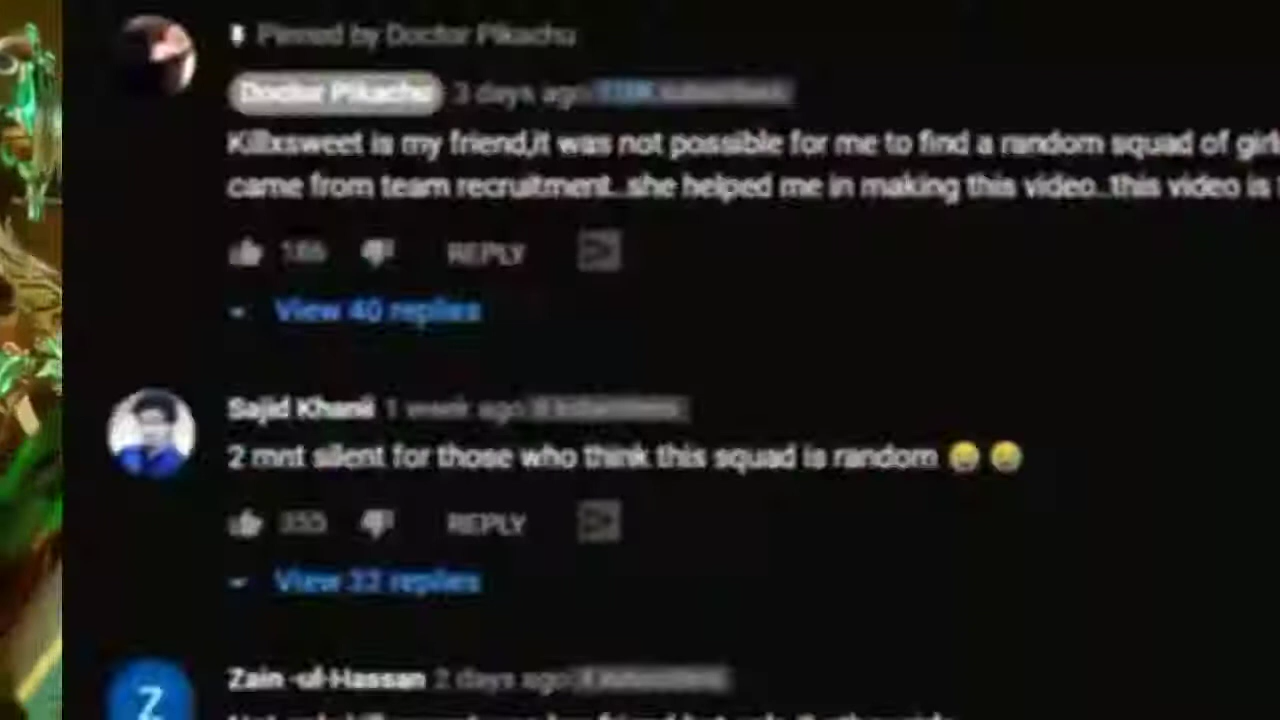 Pinned by Doctor Pikachu
Doctor Pikachu 3 days ago
Killxsweet is my friend,it was not possible for me to find a random squad of girl
came from team recruitment..she helped me in making this video..this video is
186 REPLY
View 40 replies
Sajid Khanii 1 week ago
2 mnt silent for those who think this squad is random 😂 😂
355 REPLY
View 32 replies
Z
Zain -ul-Hassan 2 days ago